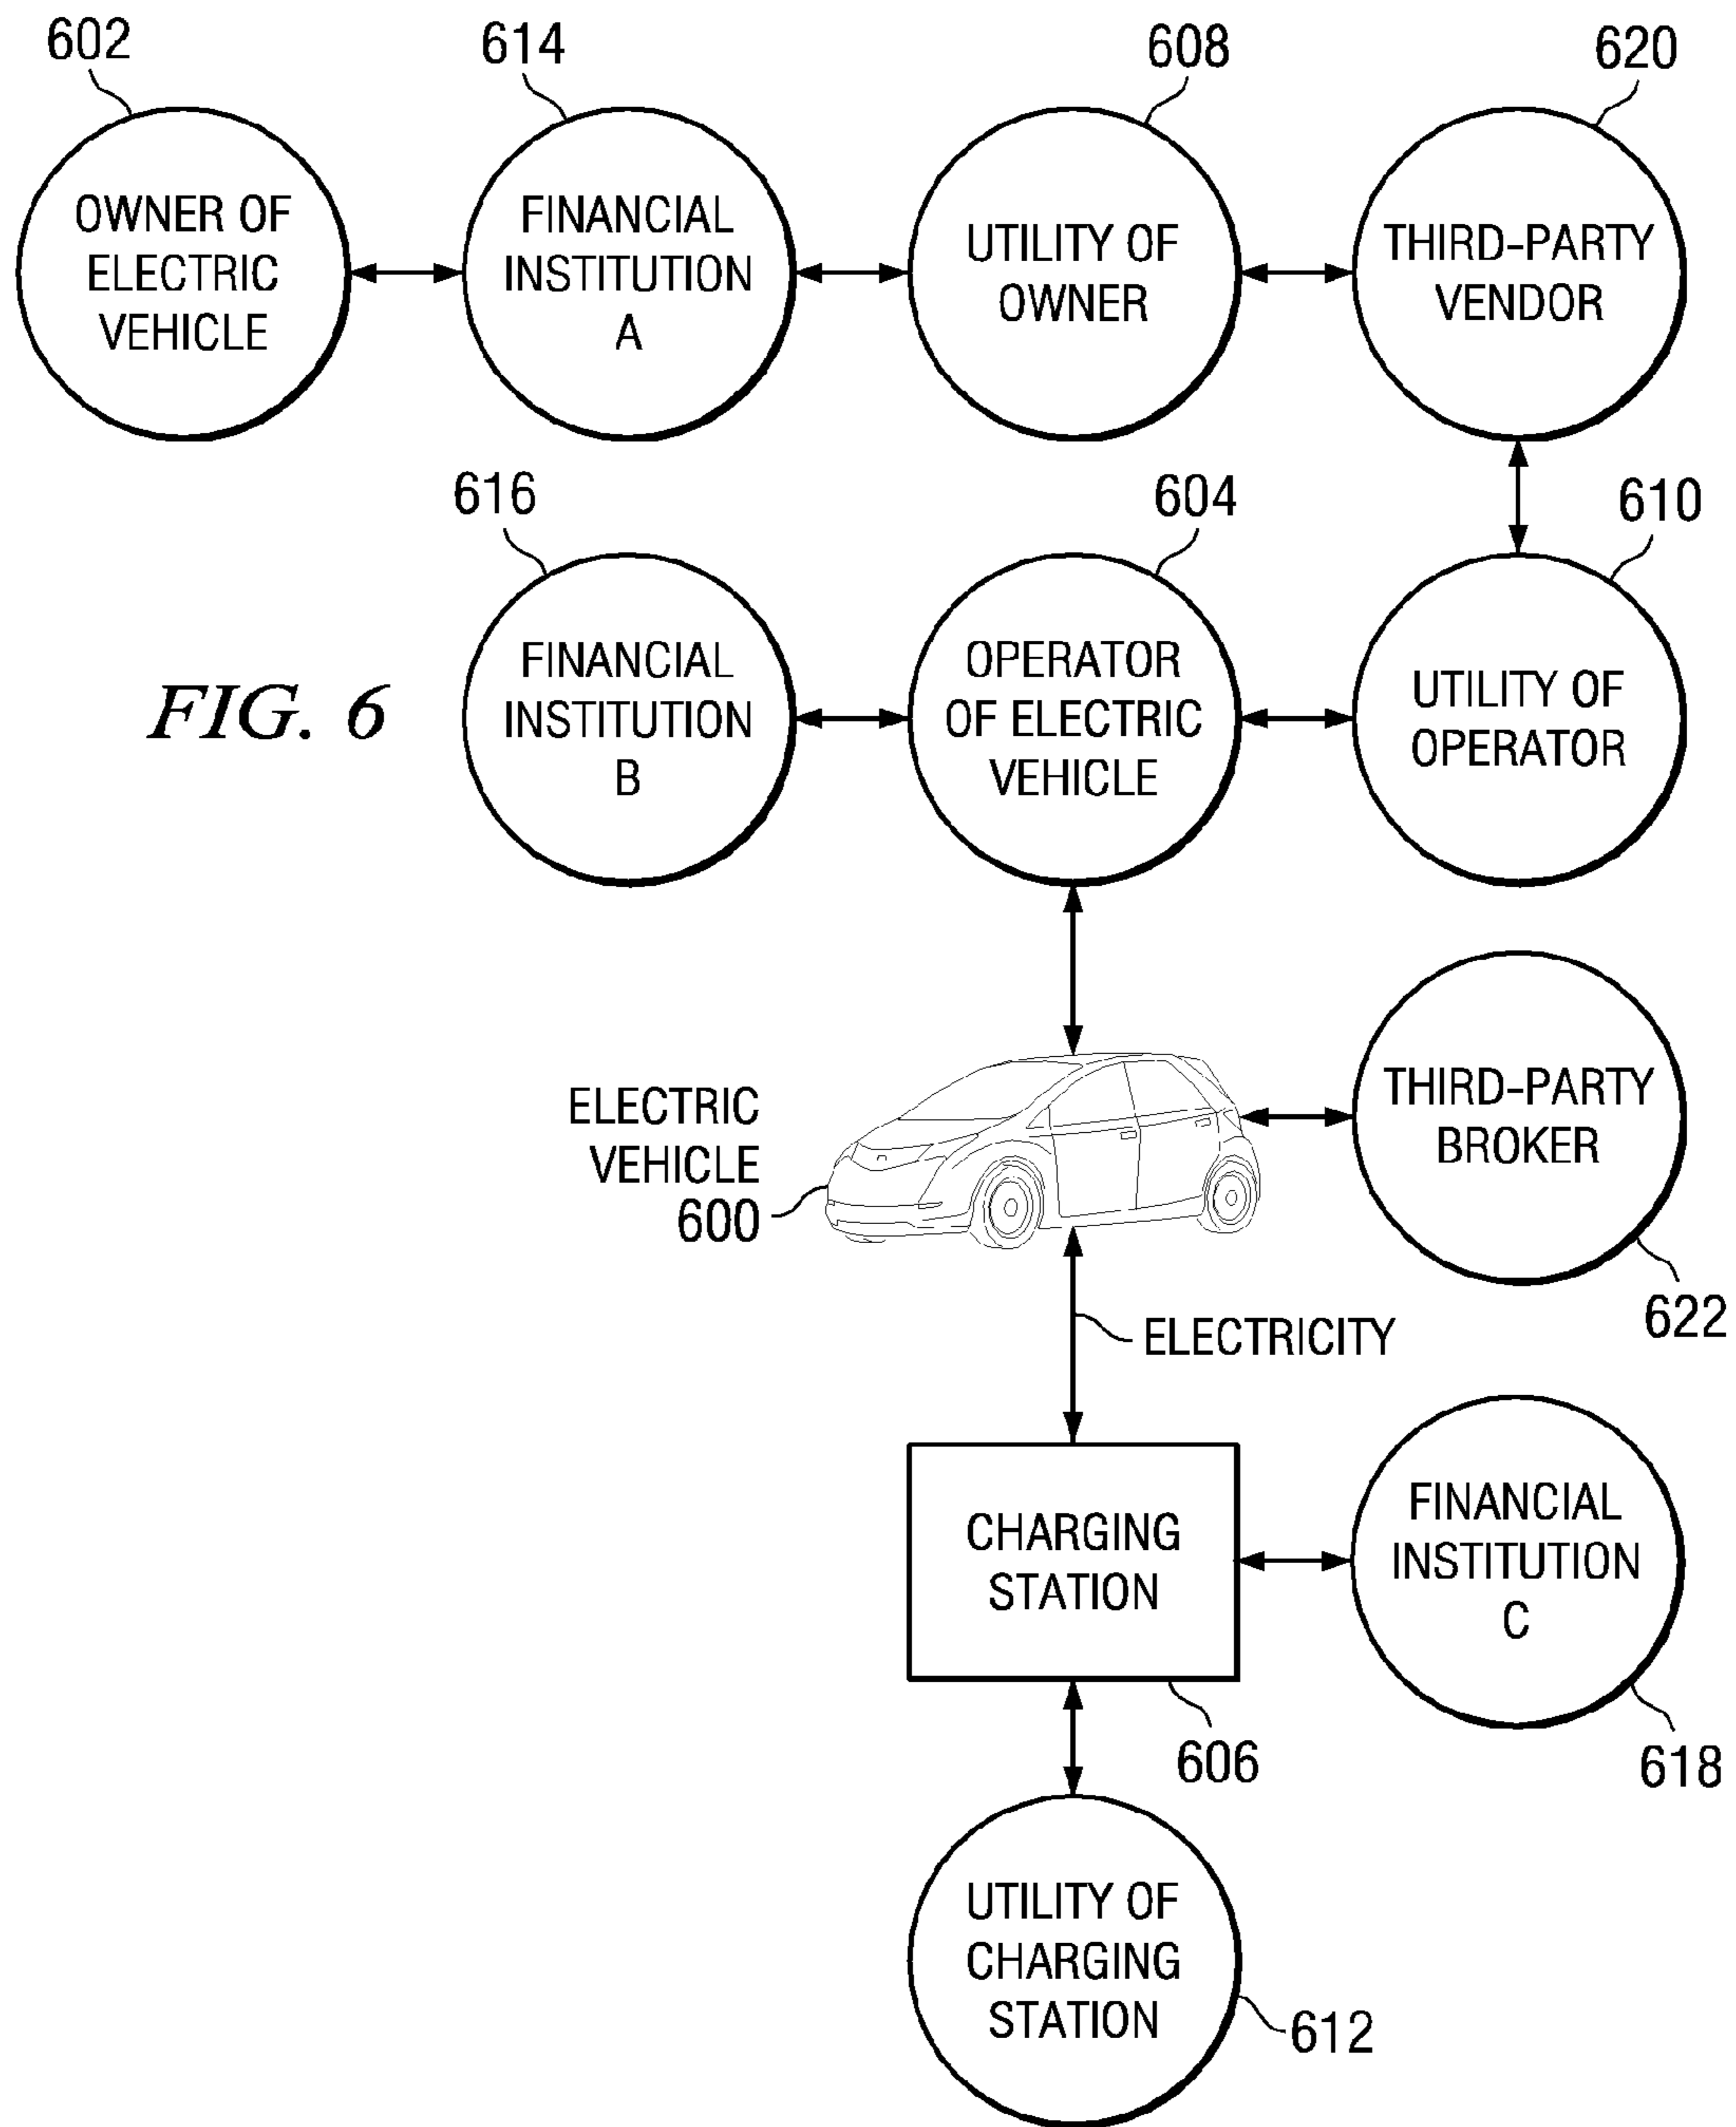 602
614
608
620
OWNER OF
ELECTRIC
VEHICLE
FINANCIAL
INSTITUTION
A
UTILITY OF
OWNER
THIRD-PARTY
VENDOR
616
604
610
FIG. 6
FINANCIAL
INSTITUTION
B
OPERATOR
OF ELECTRIC
VEHICLE
UTILITY OF
OPERATOR
ELECTRIC
VEHICLE
600
THIRD-PARTY
BROKER
622
ELECTRICITY
CHARGING
STATION
606
FINANCIAL
INSTITUTION
C
618
UTILITY OF
CHARGING
STATION
612